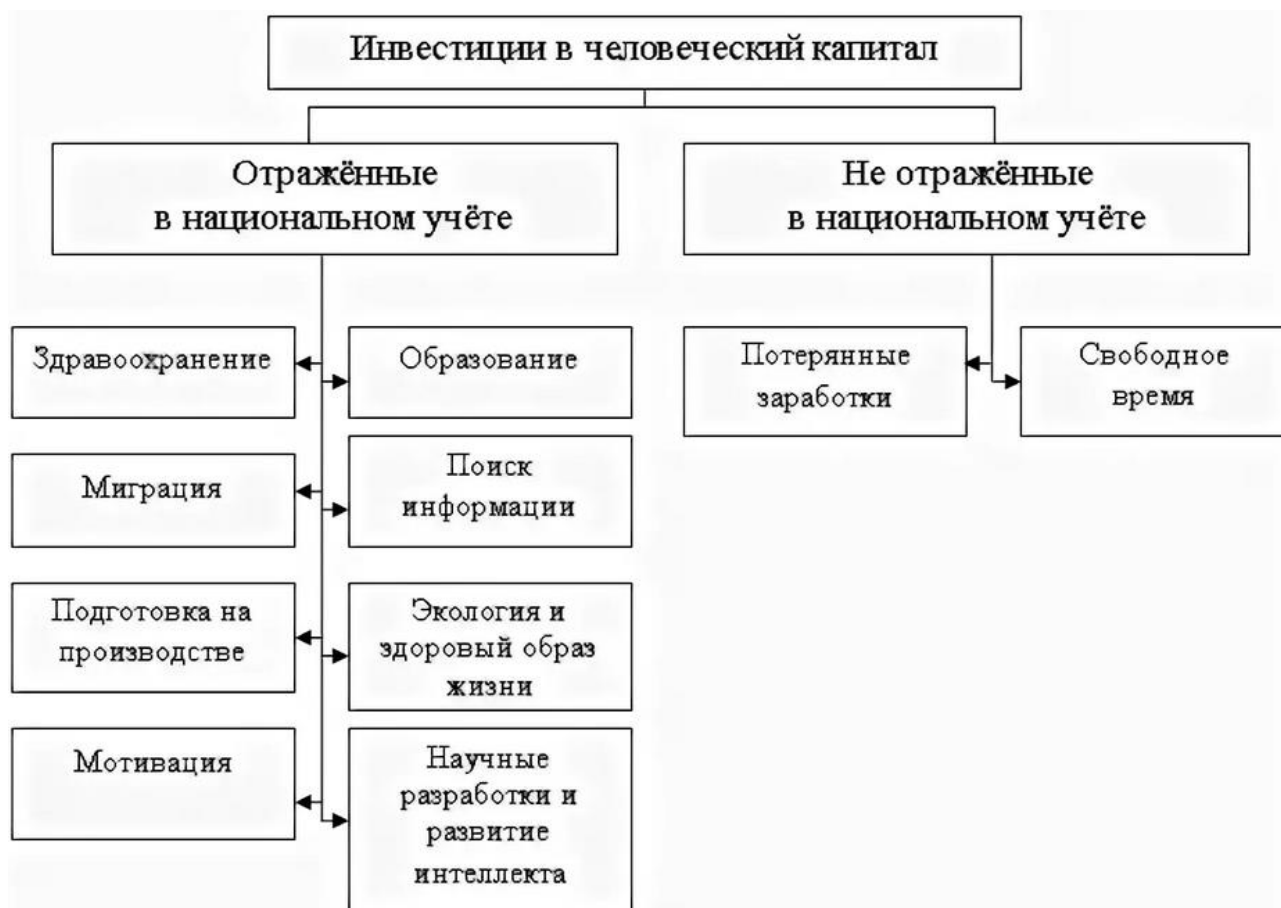 Инвестиции в человеческий капитал
Отражённые
в национальном учёте
Не отражённые
в национальном учёте
Здравоохранение
Образование
Потерянные
заработки
Свободное
время
Миграция
Поиск
информации
Подготовка на
производстве
Экология и
здоровый образ
жизни
Мотивация
Научные
разработки и
развитие
интеллекта